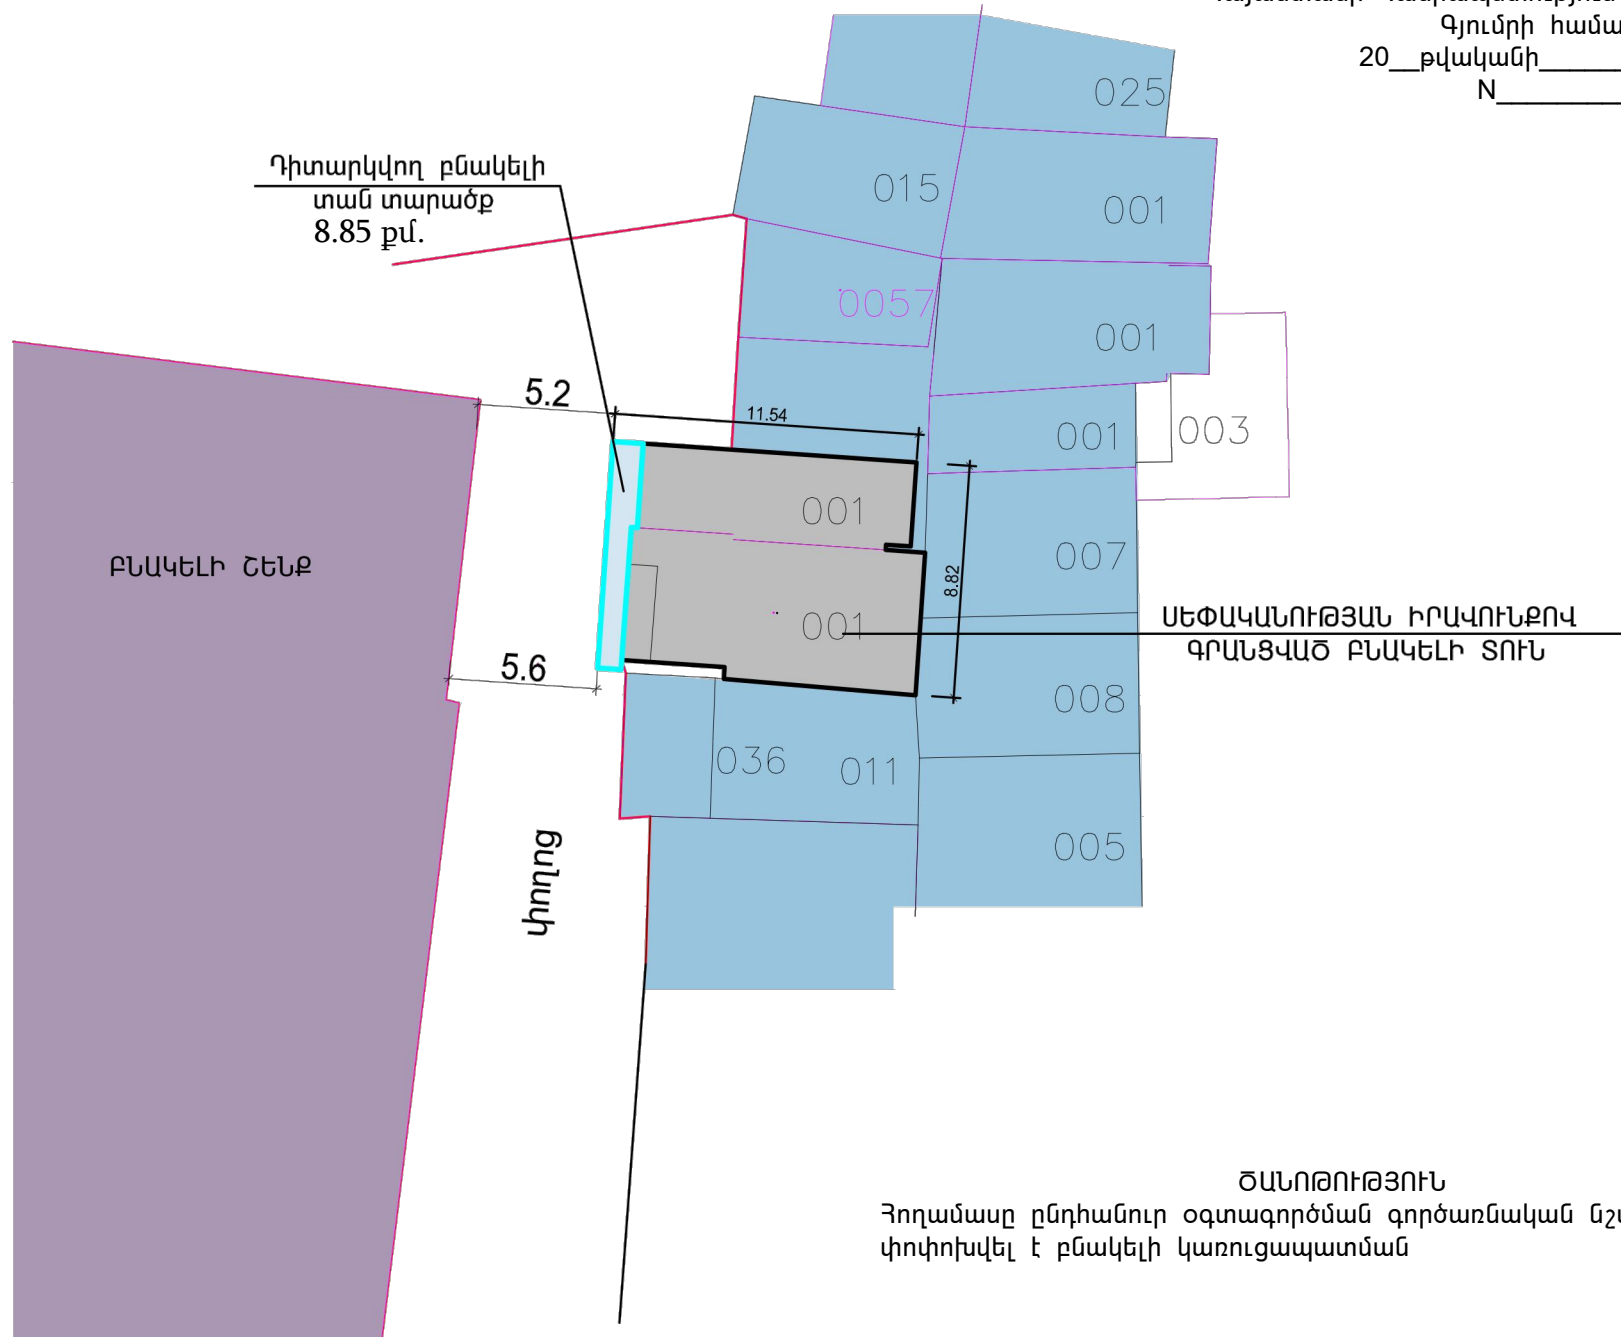 Գյումրի համա
20__թվականի______
N_________
025
Դիտարկվող բնակելի
տան տարածք
8.85 քմ.
015
001
0057
001
5.2
11.54
001
003
001
ԲՆԱԿԵԼԻ ՇԵՆՔ
007
8.82
001
ՍԵՓԱԿԱՆՈՒԹՅԱՆ ԻՐԱՎՈՒՆՔՈՎ
ԳՐԱՆՑՎԱԾ ԲՆԱԿԵԼԻ ՏՈՒՆ
5.6
008
036
011
005
փողոց
ԾԱՆՈԹՈՒԹՅՈՒՆ
Հողամասը ընդհանուր օգտագործման գործառնական նշ
փոփոխվել է բնակելի կառուցապատման